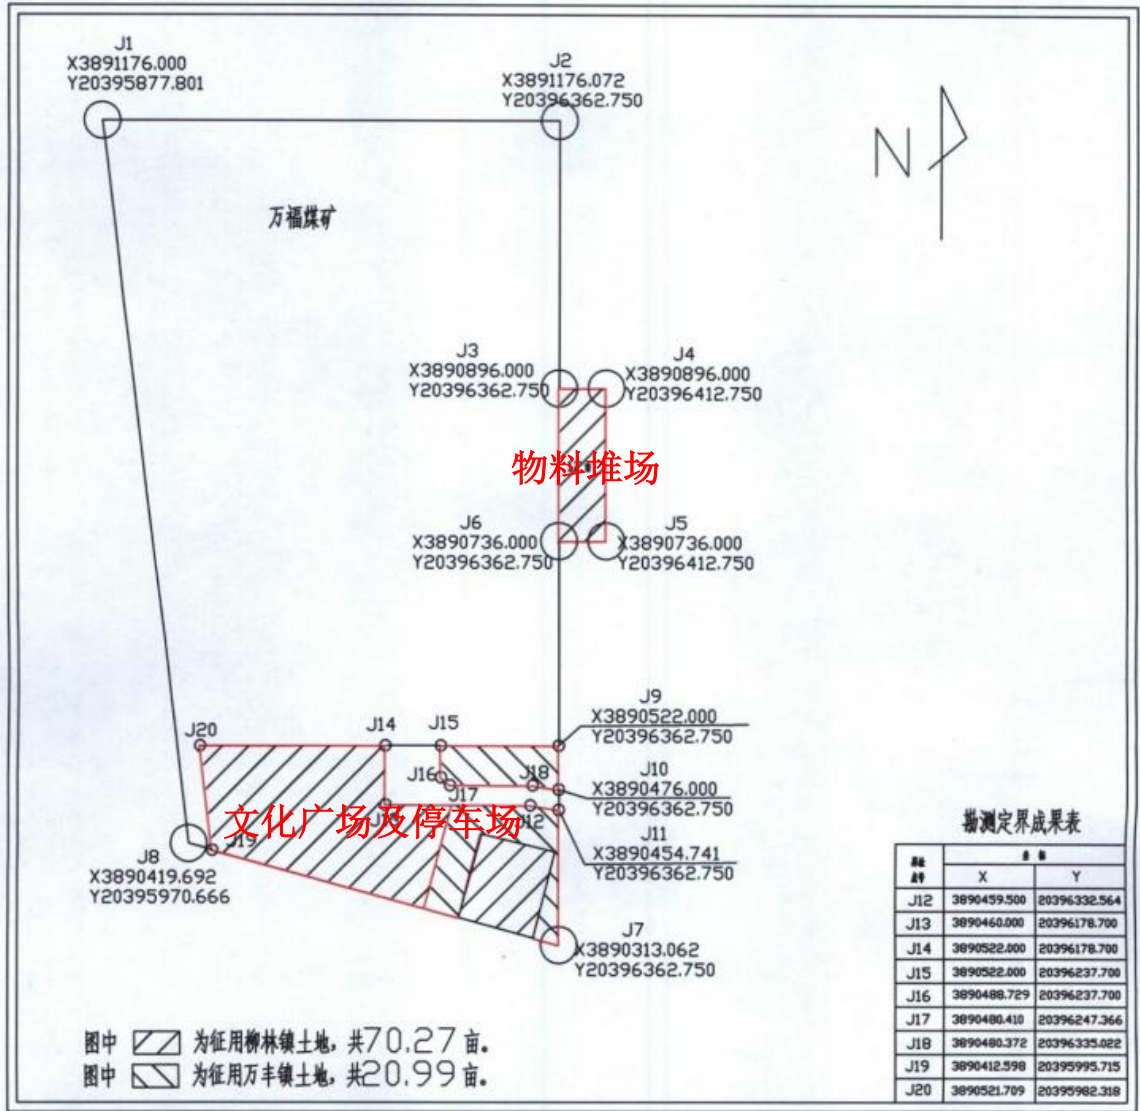 J1
X3891176.000
Y20395877.801
J2
X3891176.072
Y20396362.750
N
万福煤矿
J3
X3890896.000
Y20396362.750
J4
X3890896.000
Y20396412.750
物料堆场
J6
X3890736.000
Y20396362.750
J5
X3890736.000
Y20396412.750
J9
X3890522.000
Y20396362.750
J20
J14
J15
J16
J17
J18
J10
X3890476.000
Y20396362.750
文化广场及停车场
J12
J11
X3890454.741
Y20396362.750
J19
J8
X3890419.692
Y20395970.666
J7
X3890313.062
Y20396362.750
图中 为征用柳林镇土地，共70.27亩。
图中 为征用万丰镇土地，共20.99亩。
勘测定界成果表
X Y
J12 3890459.500 20396332.564
J13 3890460.000 20396178.700
J14 3890522.000 20396178.700
J15 3890522.000 20396237.700
J16 3890488.729 20396237.700
J17 3890480.410 20396247.366
J18 3890480.372 20396335.022
J19 3890412.598 20395995.715
J20 3890521.709 20395982.318